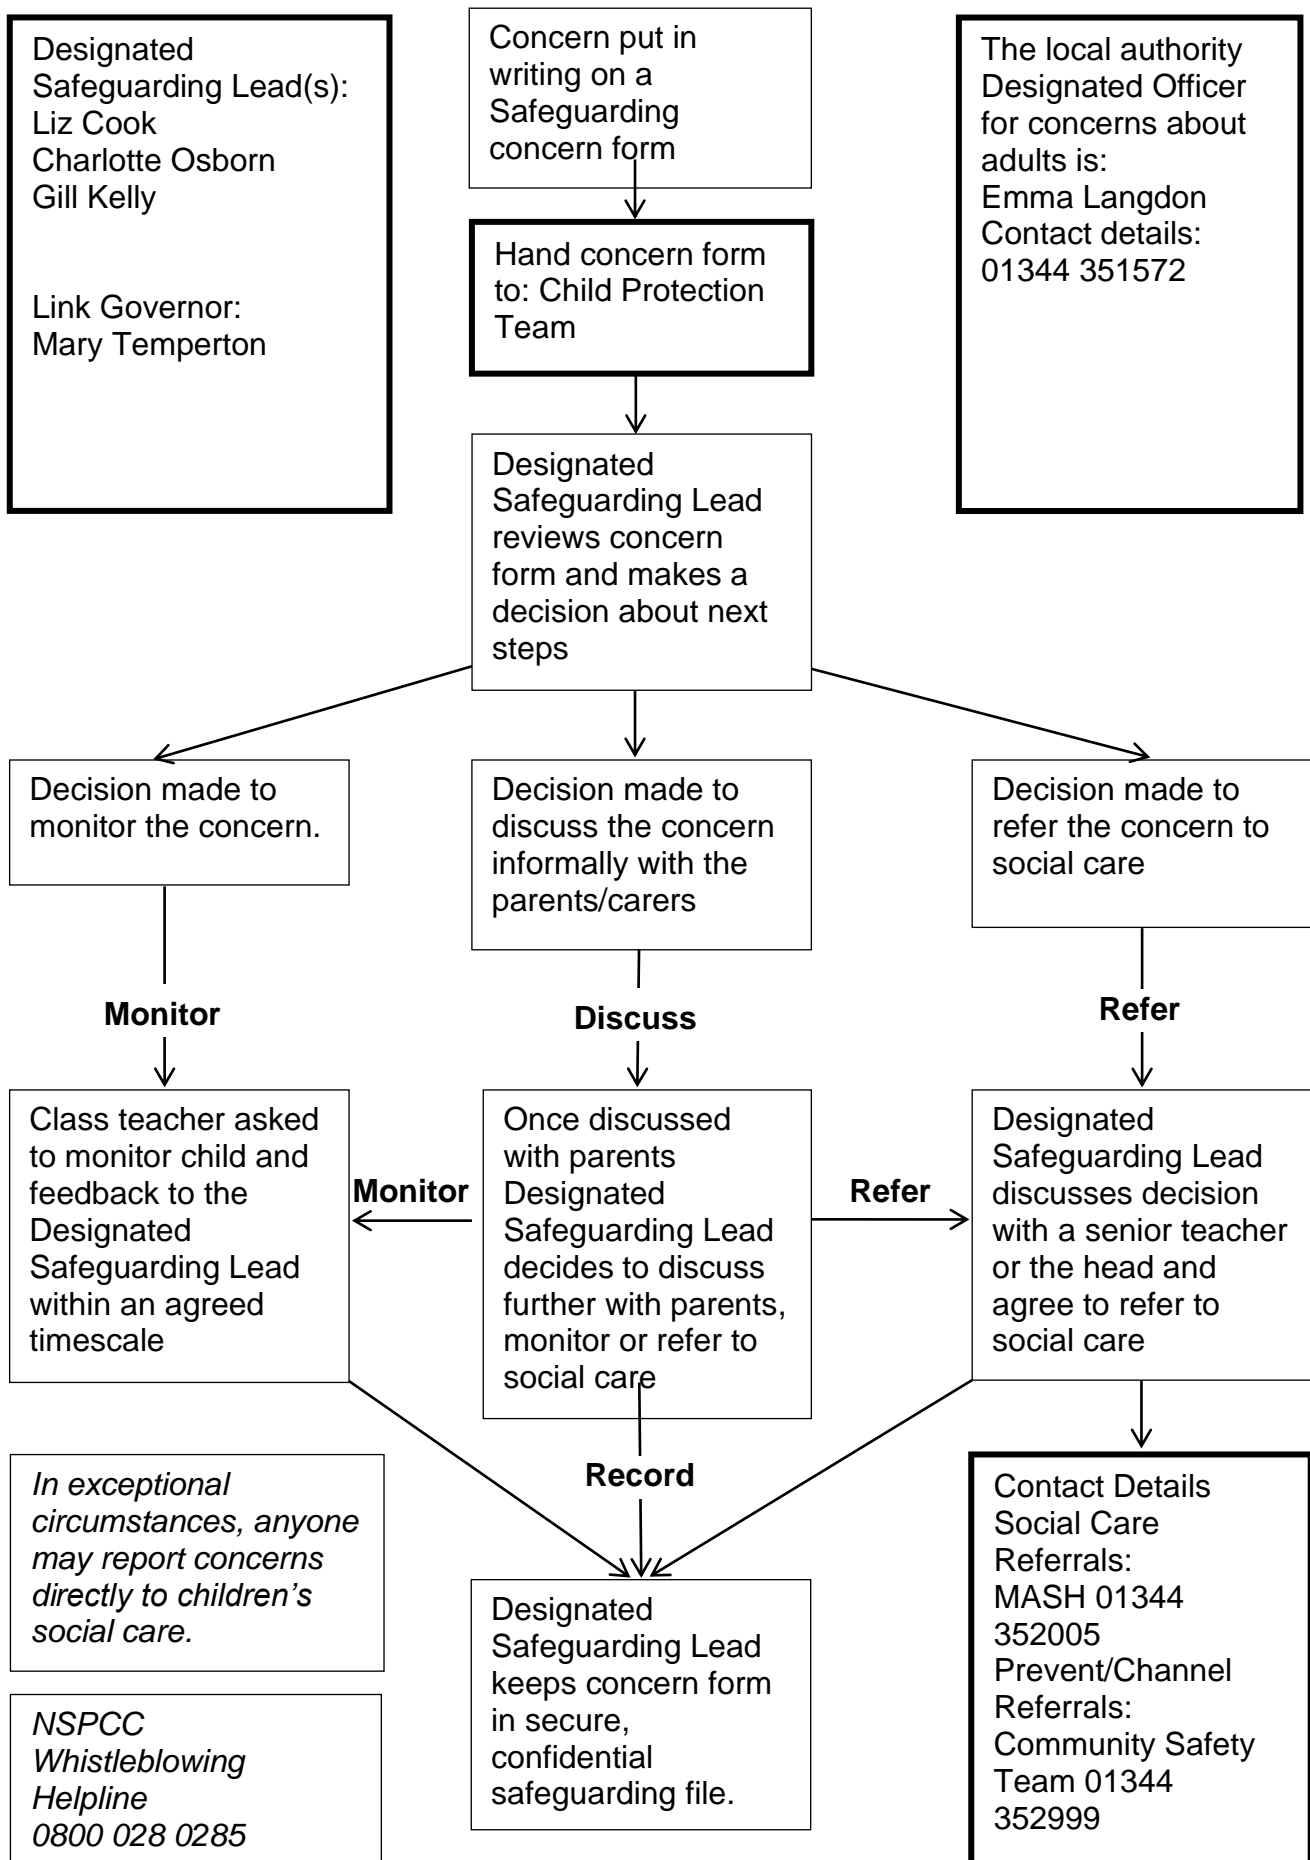 Designated
Safeguarding Lead(s):
Liz Cook
Charlotte Osborn
Gill Kelly
Link Governor:
Mary Temperton
Concern put in
writing on a
Safeguarding
concern form
The local authority
Designated Officer
for concerns about
adults is:
Emma Langdon
Contact details:
01344 351572
Hand concern form
to: Child Protection
Team
Designated
Safeguarding Lead
reviews concern
form and makes a
decision about next
steps
Decision made to
monitor the concern.
Decision made to
discuss the concern
informally with the
parents/carers
Decision made to
refer the concern to
social care
Monitor
Discuss
Refer
Class teacher asked
to monitor child and
feedback to the
Designated
Safeguarding Lead
within an agreed
timescale
Monitor
Once discussed
with parents
Designated
Safeguarding Lead
decides to discuss
further with parents,
monitor or refer to
social care
Refer
Designated
Safeguarding Lead
discusses decision
with a senior teacher
or the head and
agree to refer to
social care
Record
In exceptional
circumstances, anyone
may report concerns
directly to children’s
social care.
Designated
Safeguarding Lead
keeps concern form
in secure,
confidential
safeguarding file.
Contact Details
Social Care
Referrals:
MASH 01344
352005
Prevent/Channel
Referrals:
Community Safety
Team 01344
352999
NSPCC
Whistleblowing
Helpline
0800 028 0285